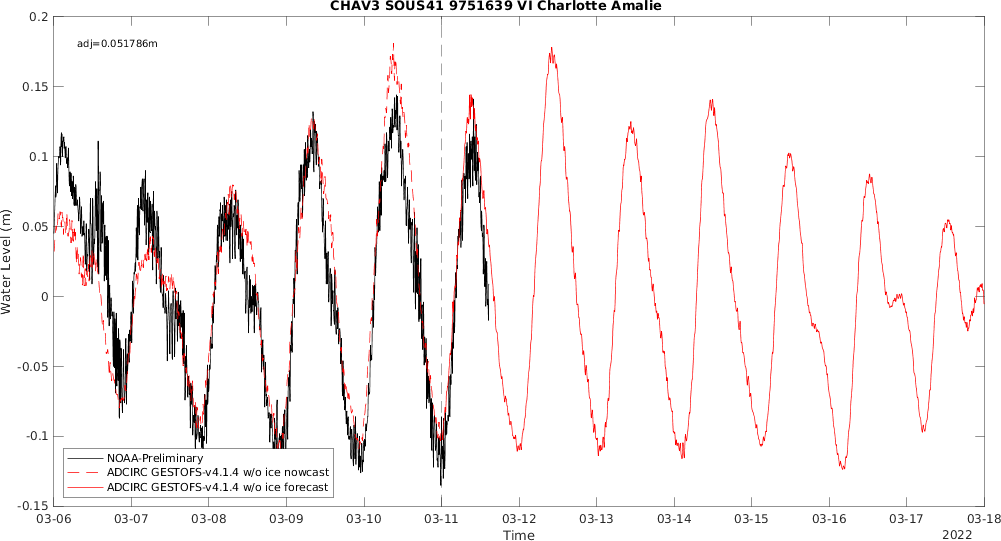 CHAV3 SOUS41 9751639 VI Charlotte Amalie
adj=0.051786m
0.2
0.15
0.1
0.05
0
-0.05
-0.1
-0.15
Water Level (m)
NOAA-Preliminary
ADCIRC GESTOFS-v4.1.4 w/o ice nowcast
ADCIRC GESTOFS-v4.1.4 w/o ice forecast
03-06 03-07 03-08 03-09 03-10 03-11 03-12 03-13 03-14 03-15 03-16 03-17 03-18
Time
2022